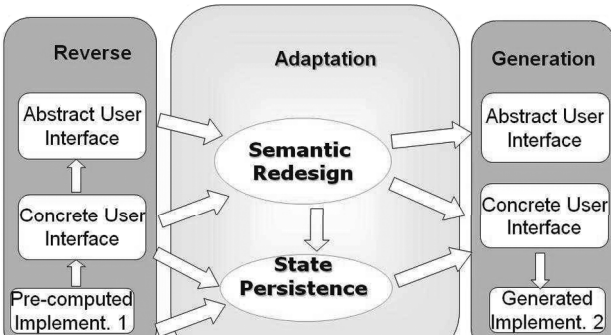 Reverse
Abstract User
Interface
Concrete User
Interface
Pre-computed
Implement. 1
Adaptation
Semantic
Redesign
State
Persistence
Generation
Abstract User
Interface
Concrete User
Interface
Generated
Implement. 2